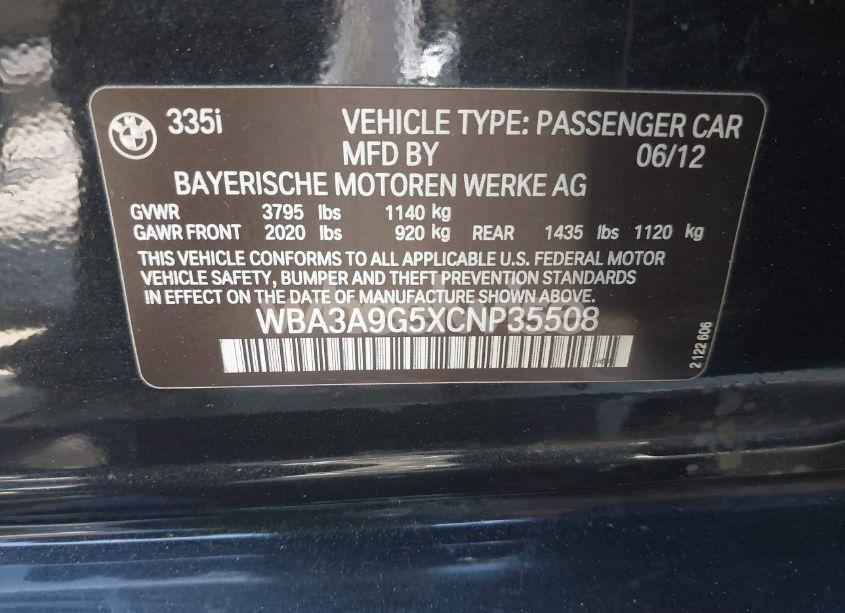 BMW
335i VEHICLE TYPE: PASSENGER CAR
MFD BY 06/12
BAYERISCHE MOTOREN WERKE AG
GVWR 3795 lbs 1140 kg
GAWR FRONT 2020 lbs 920 kg REAR 1435 lbs 1120 kg
THIS VEHICLE CONFORMS TO ALL APPLICABLE U.S. FEDERAL MOTOR
VEHICLE SAFETY, BUMPER AND THEFT PREVENTION STANDARDS
IN EFFECT ON THE DATE OF MANUFACTURE SHOWN ABOVE.
WBA3A9G5XCNP35508
2 122 606